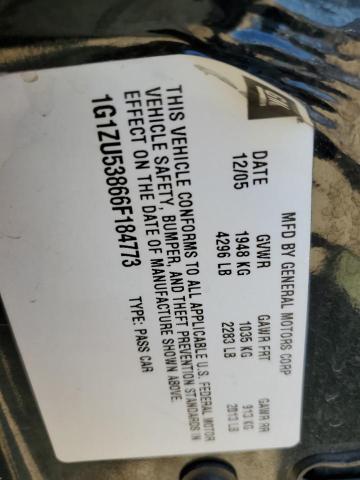 GM
MFD BY GENERAL MOTORS CORP
DATE GVWR GAWR FRT GAWR RR
12/05 1948 KG 1035 KG 913 KG
4296 LB 2283 LB 2013 LB
THIS VEHICLE CONFORMS TO ALL APPLICABLE U.S. FEDERAL MOTOR
VEHICLE SAFETY, BUMPER, AND THEFT PREVENTION STANDARDS IN
EFFECT ON THE DATE OF MANUFACTURE SHOWN ABOVE.
1G1ZU53866F184773 TYPE: PASS CAR